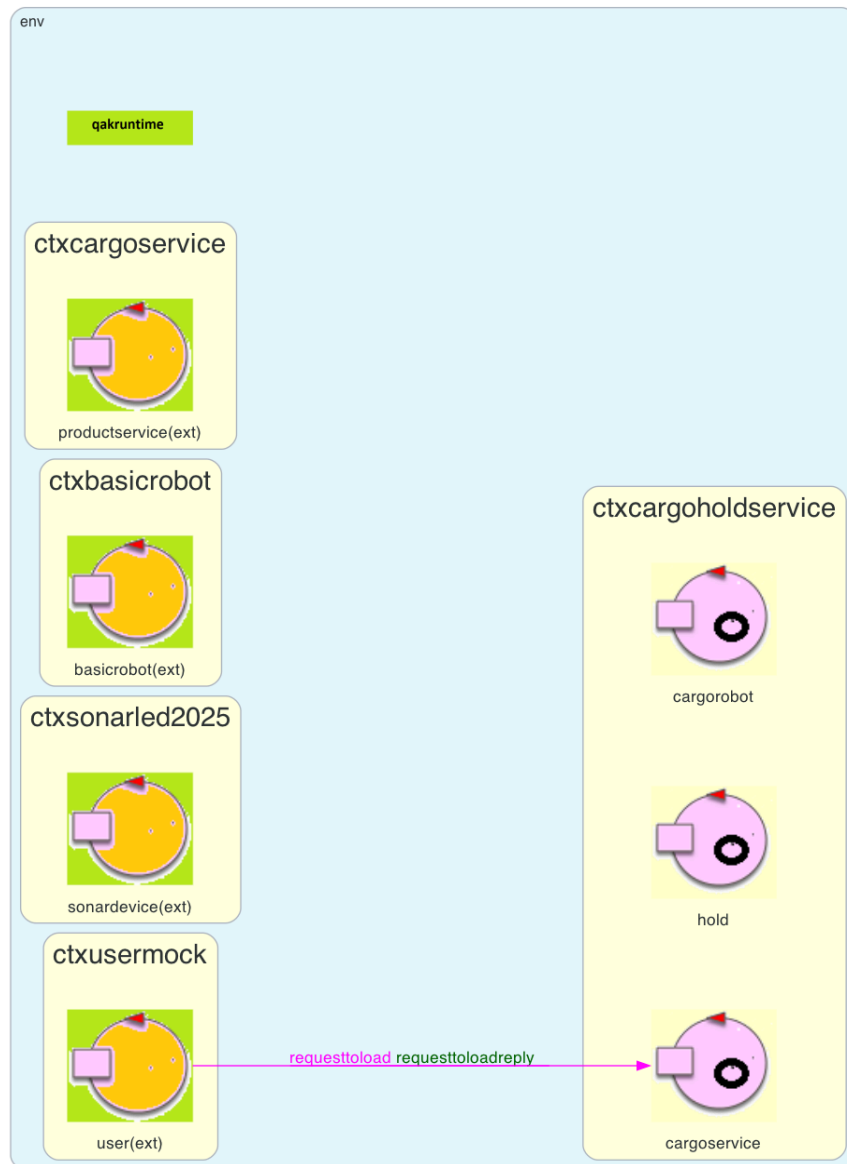 env
qakruntime
ctxcargoservice
productservice(ext)
ctxbasicrobot
basicrobot(ext)
ctxsonarled2025
sonardevice(ext)
ctxusermock
user(ext)
requesttoload requesttoloadreply
ctxcargoholdservice
cargorobot
hold
cargoservice